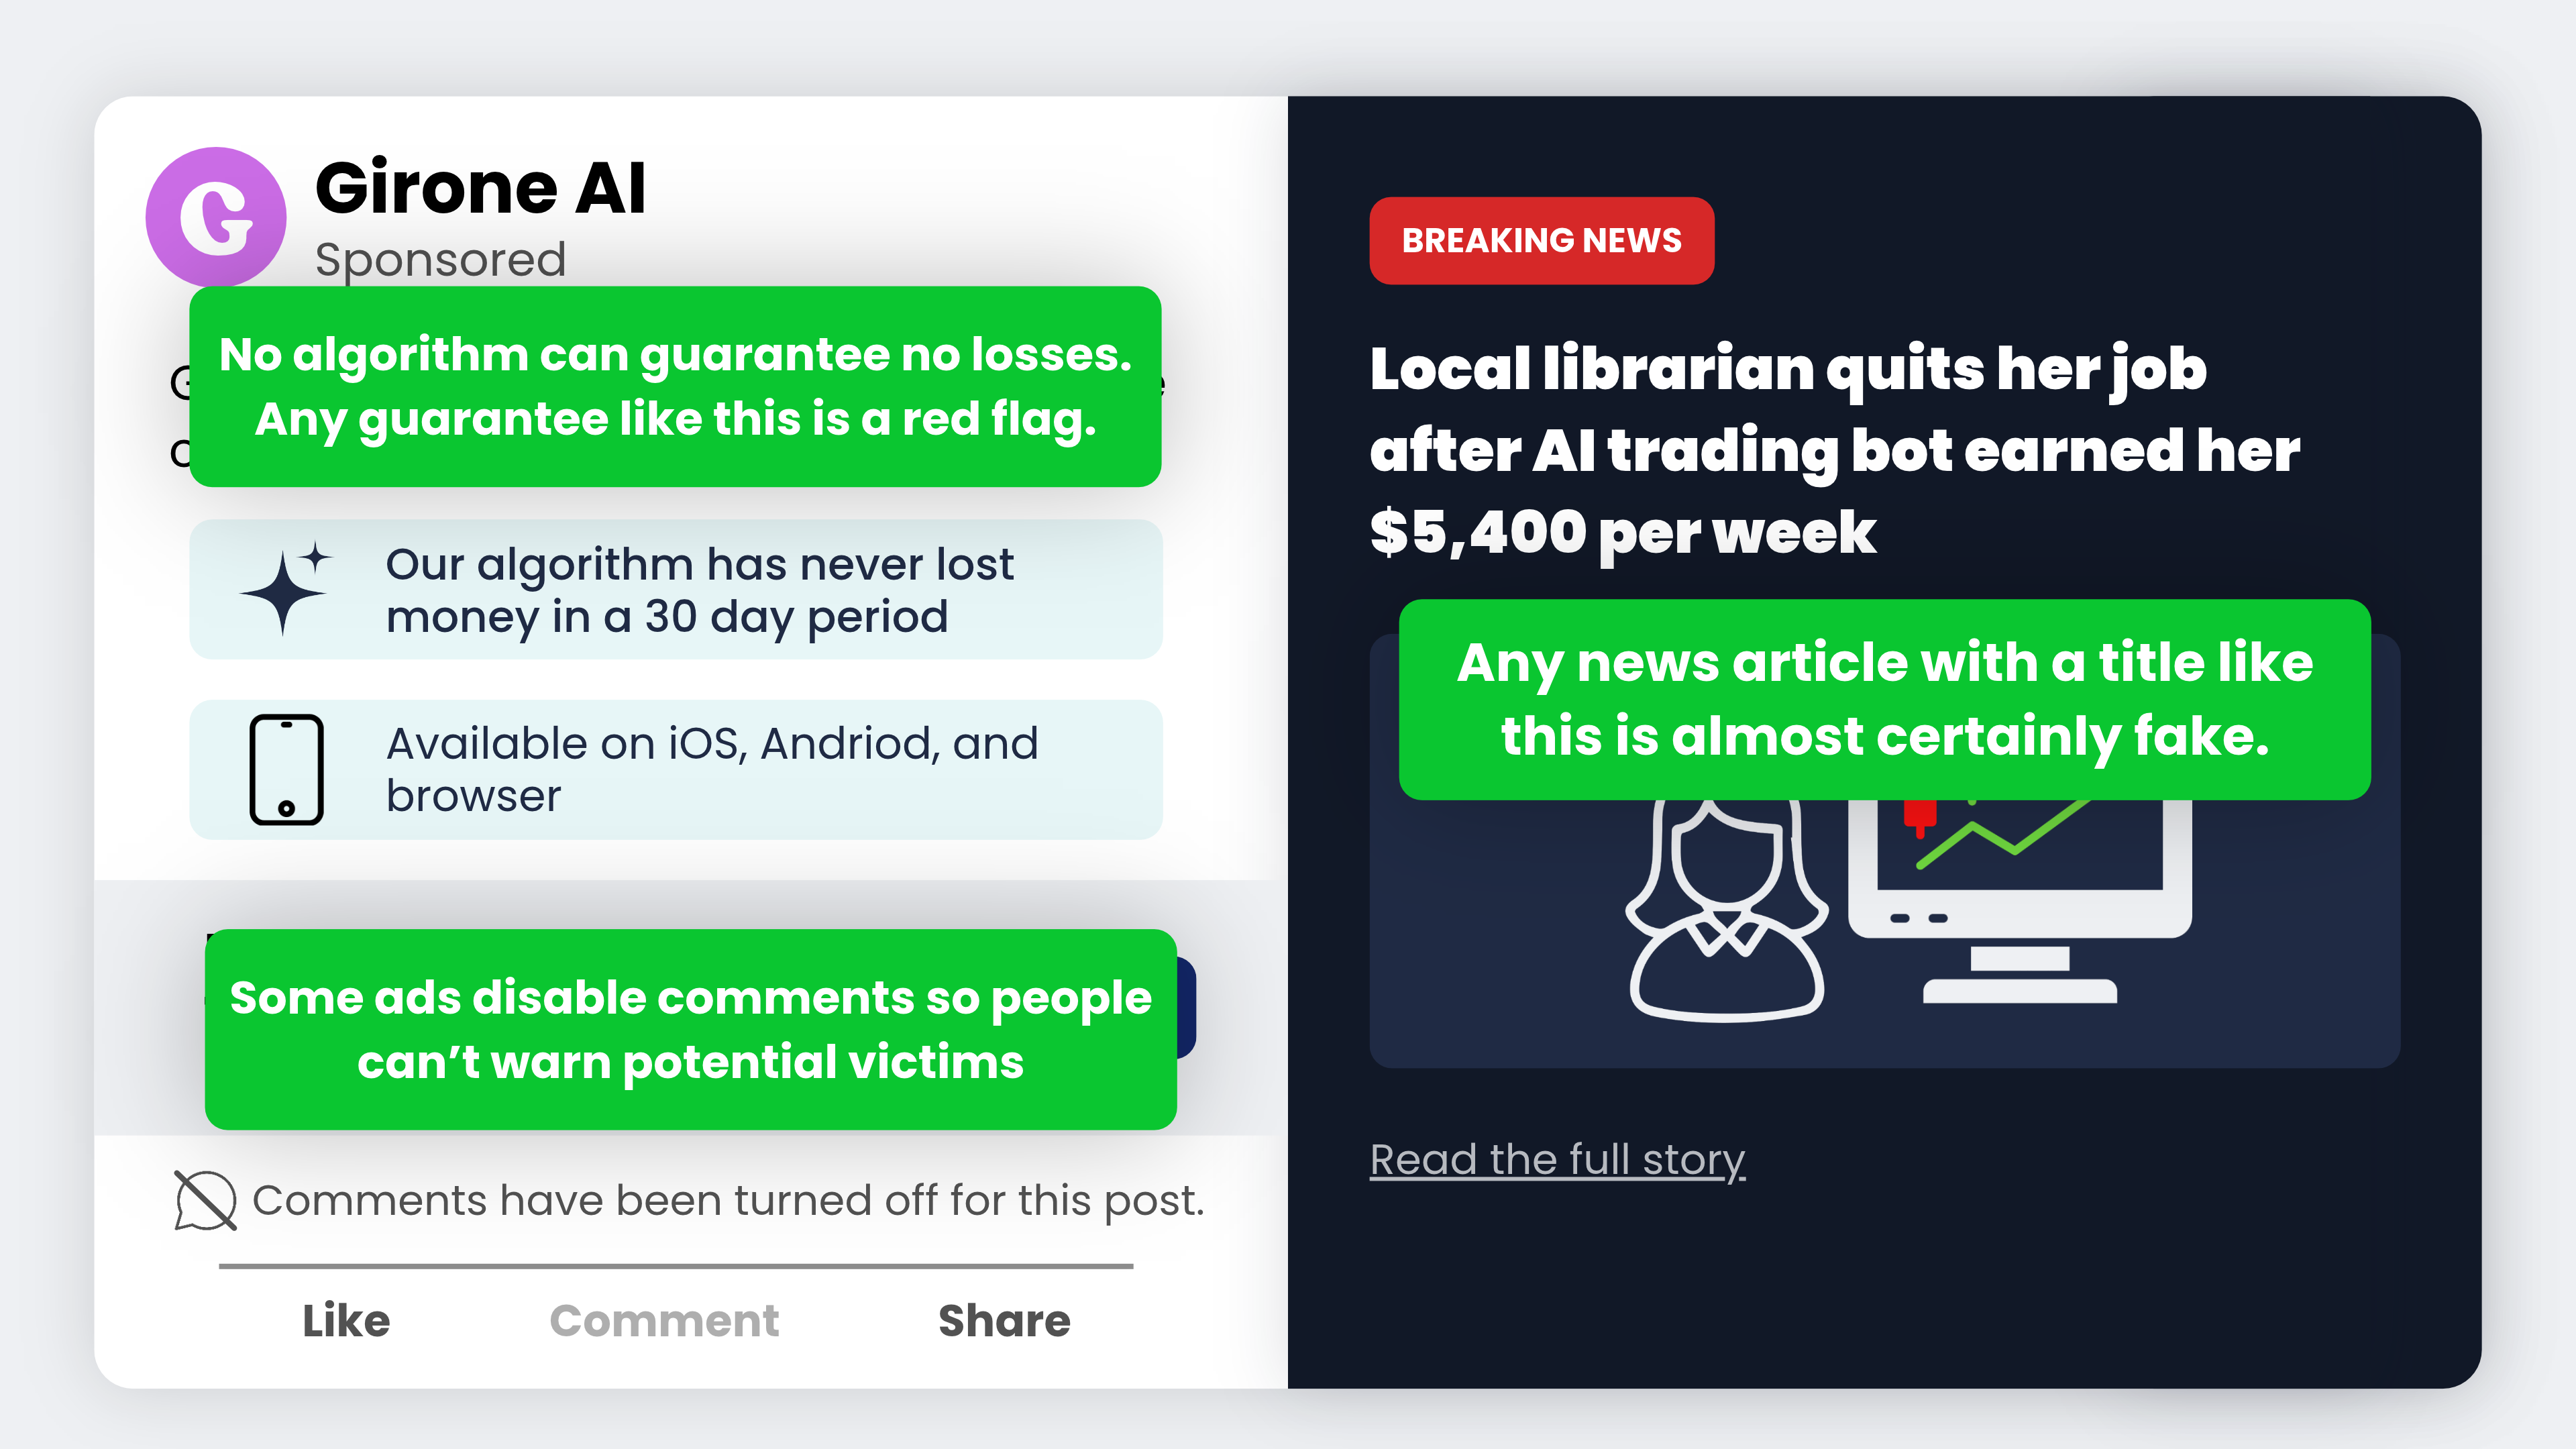 Girone AI
Sponsored
No algorithm can guarantee no losses.
Any guarantee like this is a red flag.
Our algorithm has never lost
money in a 30 day period
Available on iOS, Andriod, and
browser
Some ads disable comments so people
can’t warn potential victims
Comments have been turned off for this post.
Like Comment Share
BREAKING NEWS
Local librarian quits her job
after AI trading bot earned her
$5,400 per week
Any news article with a title like
this is almost certainly fake.
Read the full story